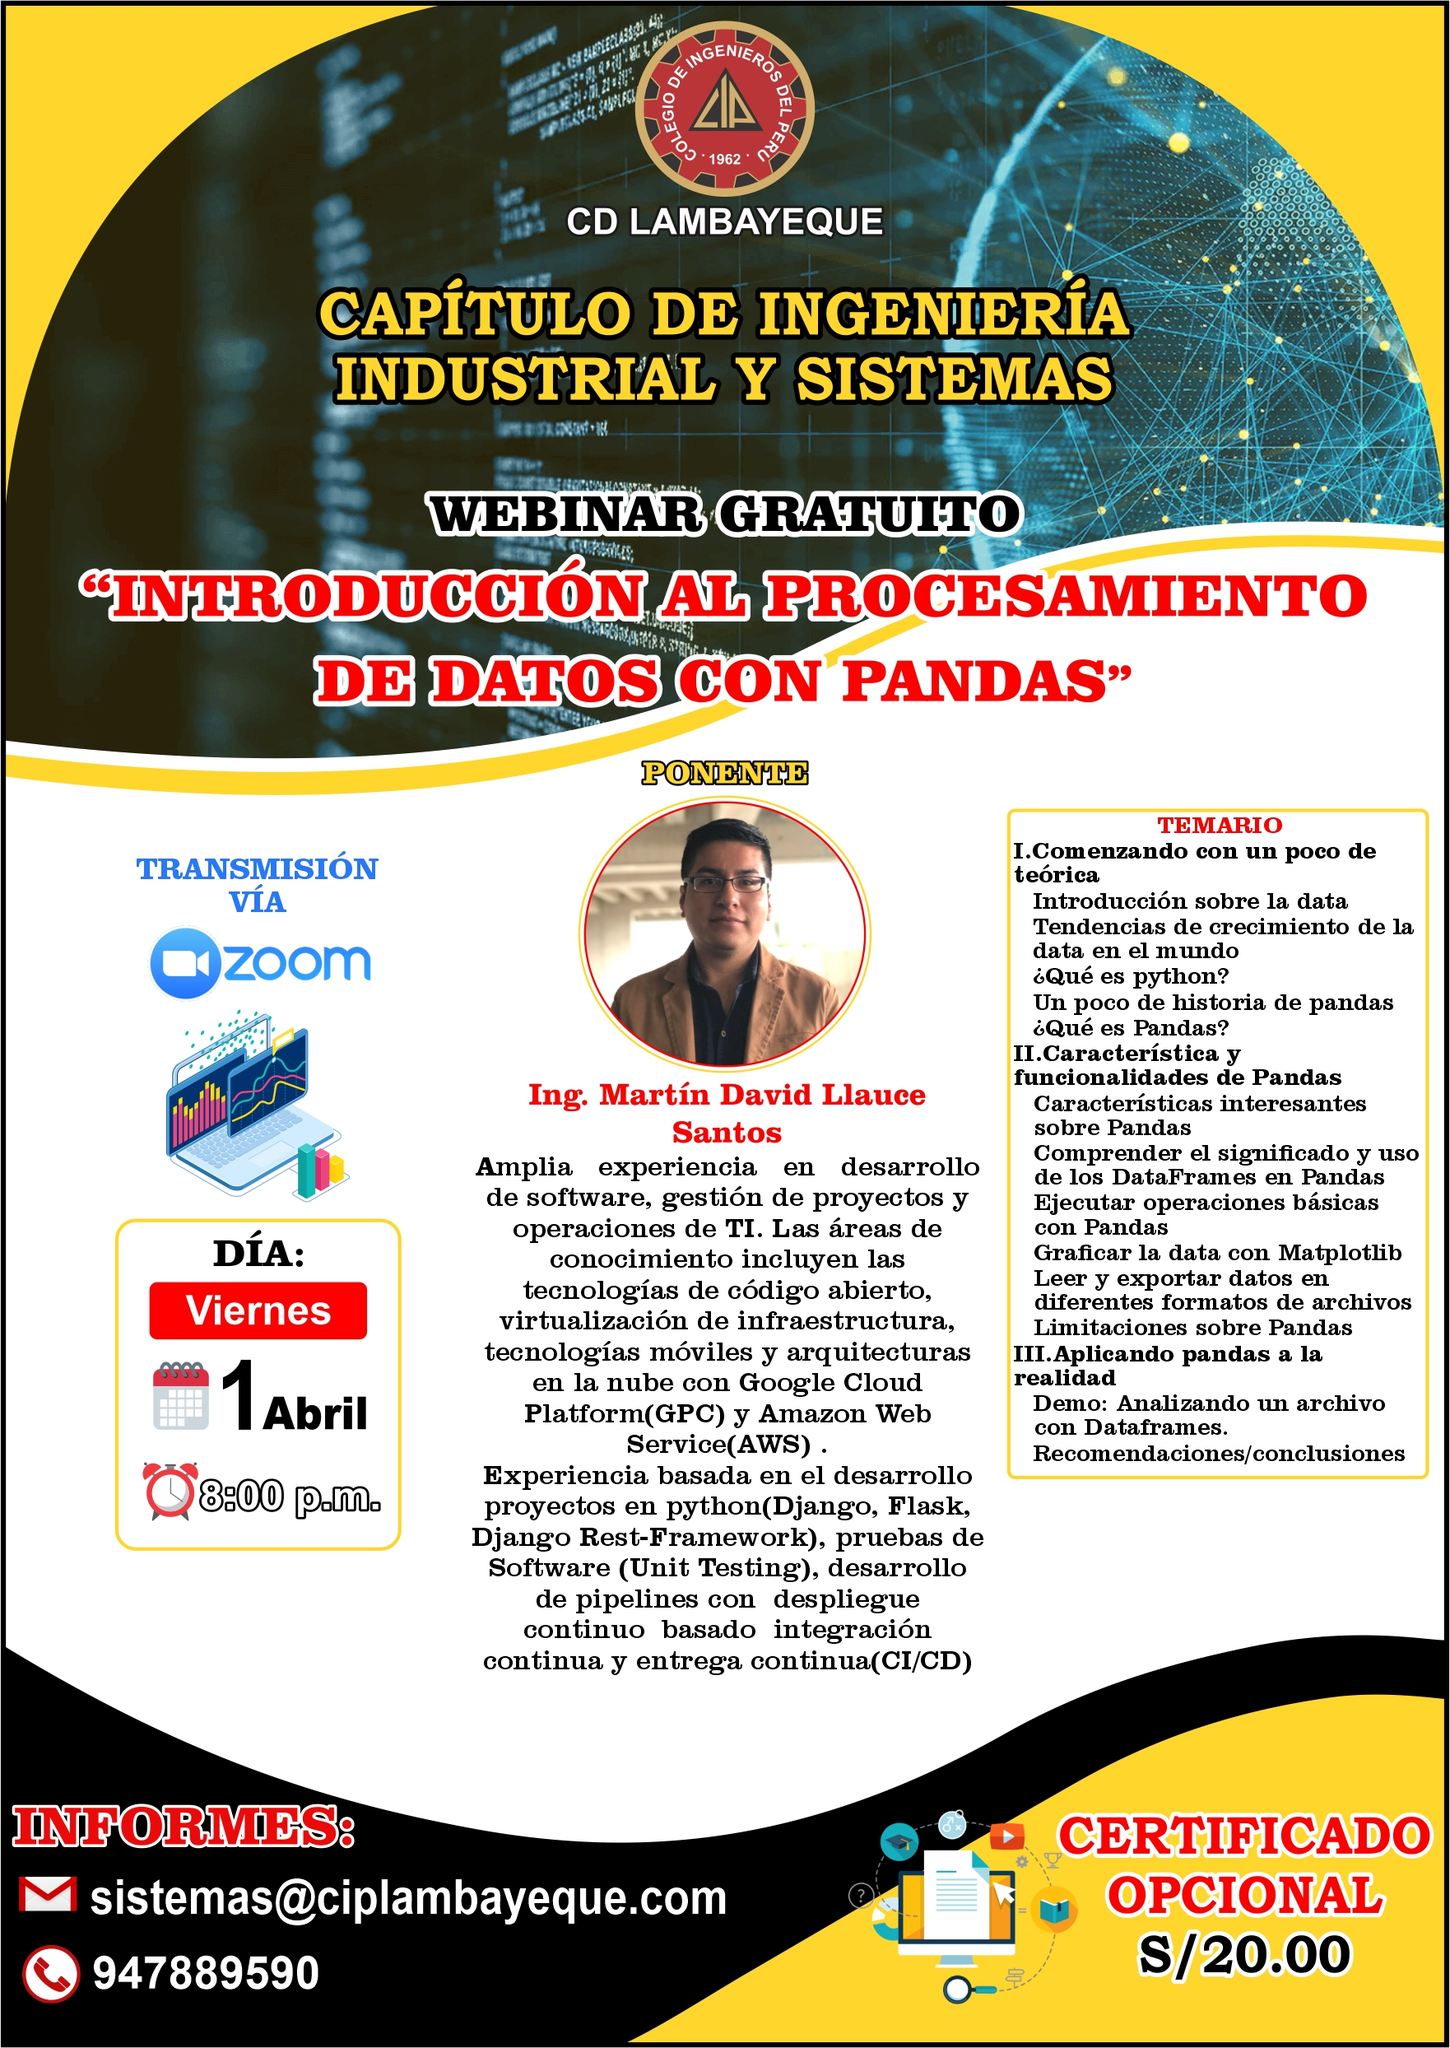 COLEGIO DE INGENIEROS DEL PERU
CIP
· 1962 ·
CD LAMBAYEQUE
CAPÍTULO DE INGENIERÍA
INDUSTRIAL Y SISTEMAS
WEBINAR GRATUITO
“INTRODUCCIÓN AL PROCESAMIENTO
DE DATOS CON PANDAS”
TRANSMISIÓN
VÍA
zoom
DÍA:
Viernes
1 Abril
8:00 p.m.
PONENTE
Ing. Martín David Llauce
Santos
Amplia experiencia en desarrollo
de software, gestión de proyectos y
operaciones de TI. Las áreas de
conocimiento incluyen las
tecnologías de código abierto,
virtualización de infraestructura,
tecnologías móviles y arquitecturas
en la nube con Google Cloud
Platform(GPC) y Amazon Web
Service(AWS) .
Experiencia basada en el desarrollo
proyectos en python(Django, Flask,
Django Rest-Framework), pruebas de
Software (Unit Testing), desarrollo
de pipelines con despliegue
continuo basado integración
continua y entrega continua(CI/CD)
TEMARIO
I.Comenzando con un poco de
teórica
Introducción sobre la data
Tendencias de crecimiento de la
data en el mundo
¿Qué es python?
Un poco de historia de pandas
¿Qué es Pandas?
II.Característica y
funcionalidades de Pandas
Características interesantes
sobre Pandas
Comprender el significado y uso
de los DataFrames en Pandas
Ejecutar operaciones básicas
con Pandas
Graficar la data con Matplotlib
Leer y exportar datos en
diferentes formatos de archivos
Limitaciones sobre Pandas
III.Aplicando pandas a la
realidad
Demo: Analizando un archivo
con Dataframes.
Recomendaciones/conclusiones
INFORMES:
sistemas@ciplambayeque.com
947889590
CERTIFICADO
OPCIONAL
S/20.00